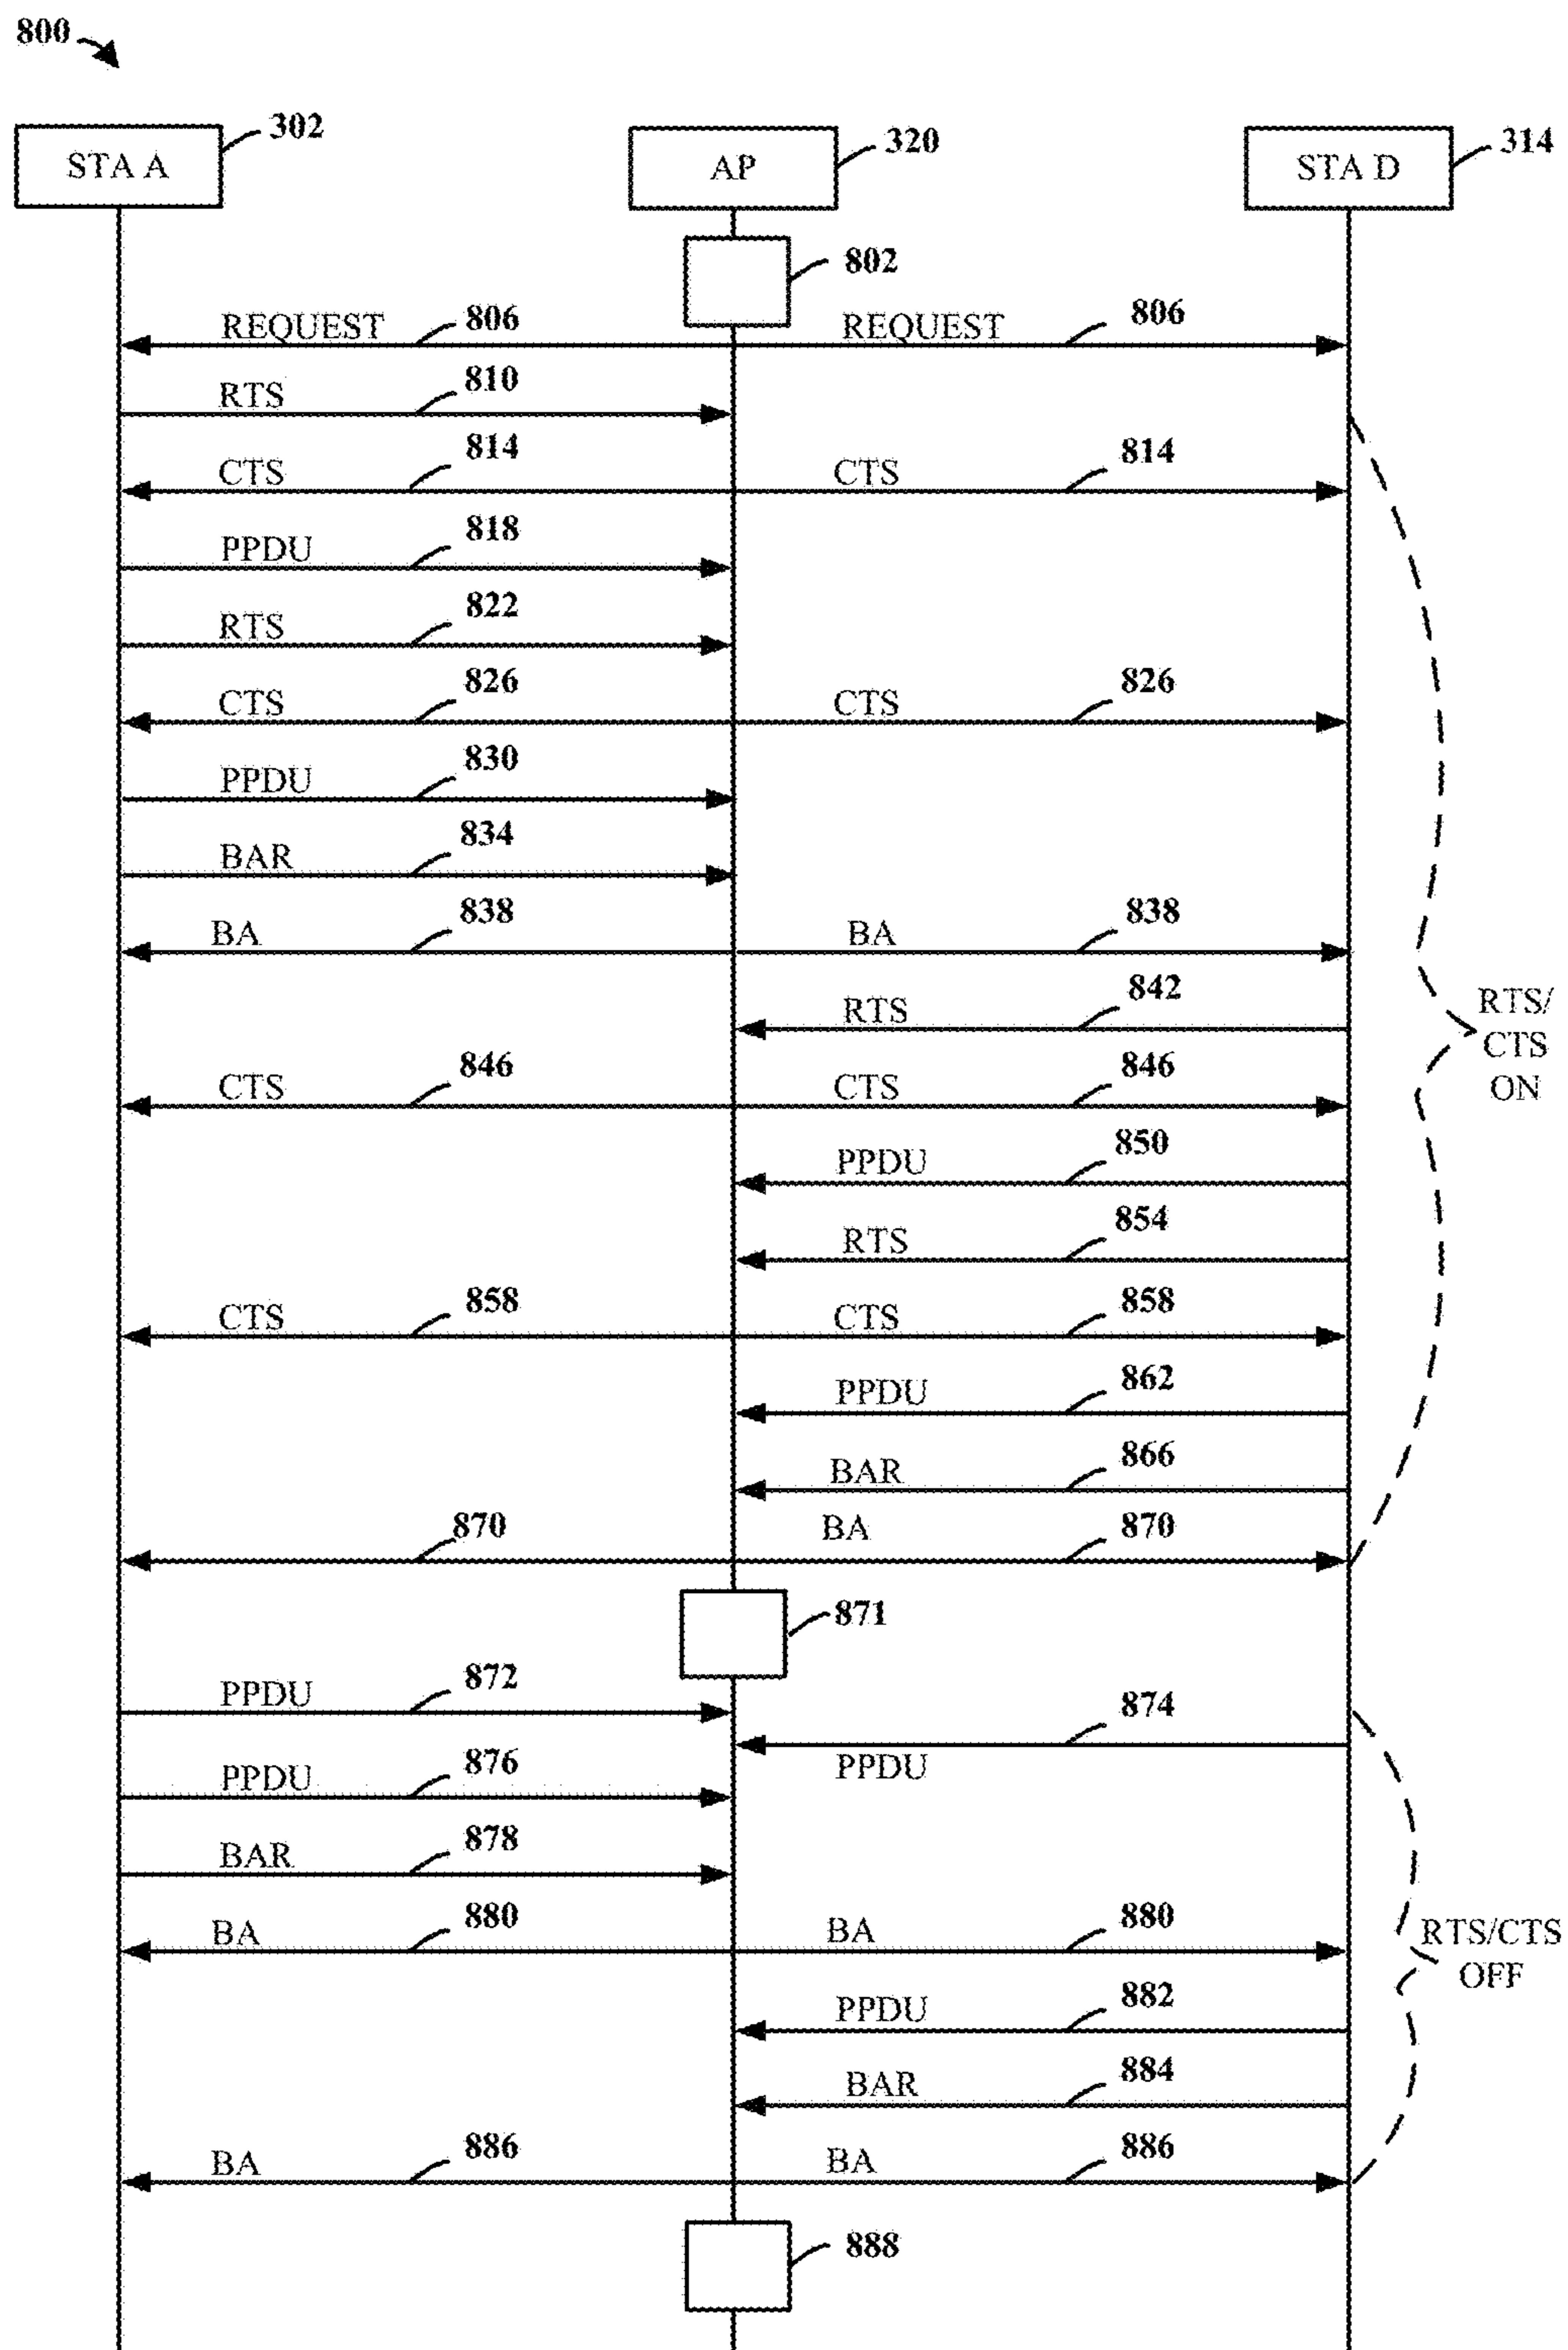 800
STA A 302
AP 320
STA D 314
802
REQUEST 806 REQUEST 806
RTS 810
CTS 814 CTS 814
PPDU 818
RTS 822
CTS 826 CTS 826
PPDU 830
BAR 834
BA 838 BA 838
RTS 842
RTS/
CTS
ON
CTS 846 CTS 846
PPDU 850
RTS 854
CTS 858 CTS 858
PPDU 862
BAR 866
870 BA 870
871
PPDU 872
874
PPDU
PPDU 876
BAR 878
BA 880 BA 880
RTS/CTS
OFF
PPDU 882
BAR 884
BA 886 BA 886
888